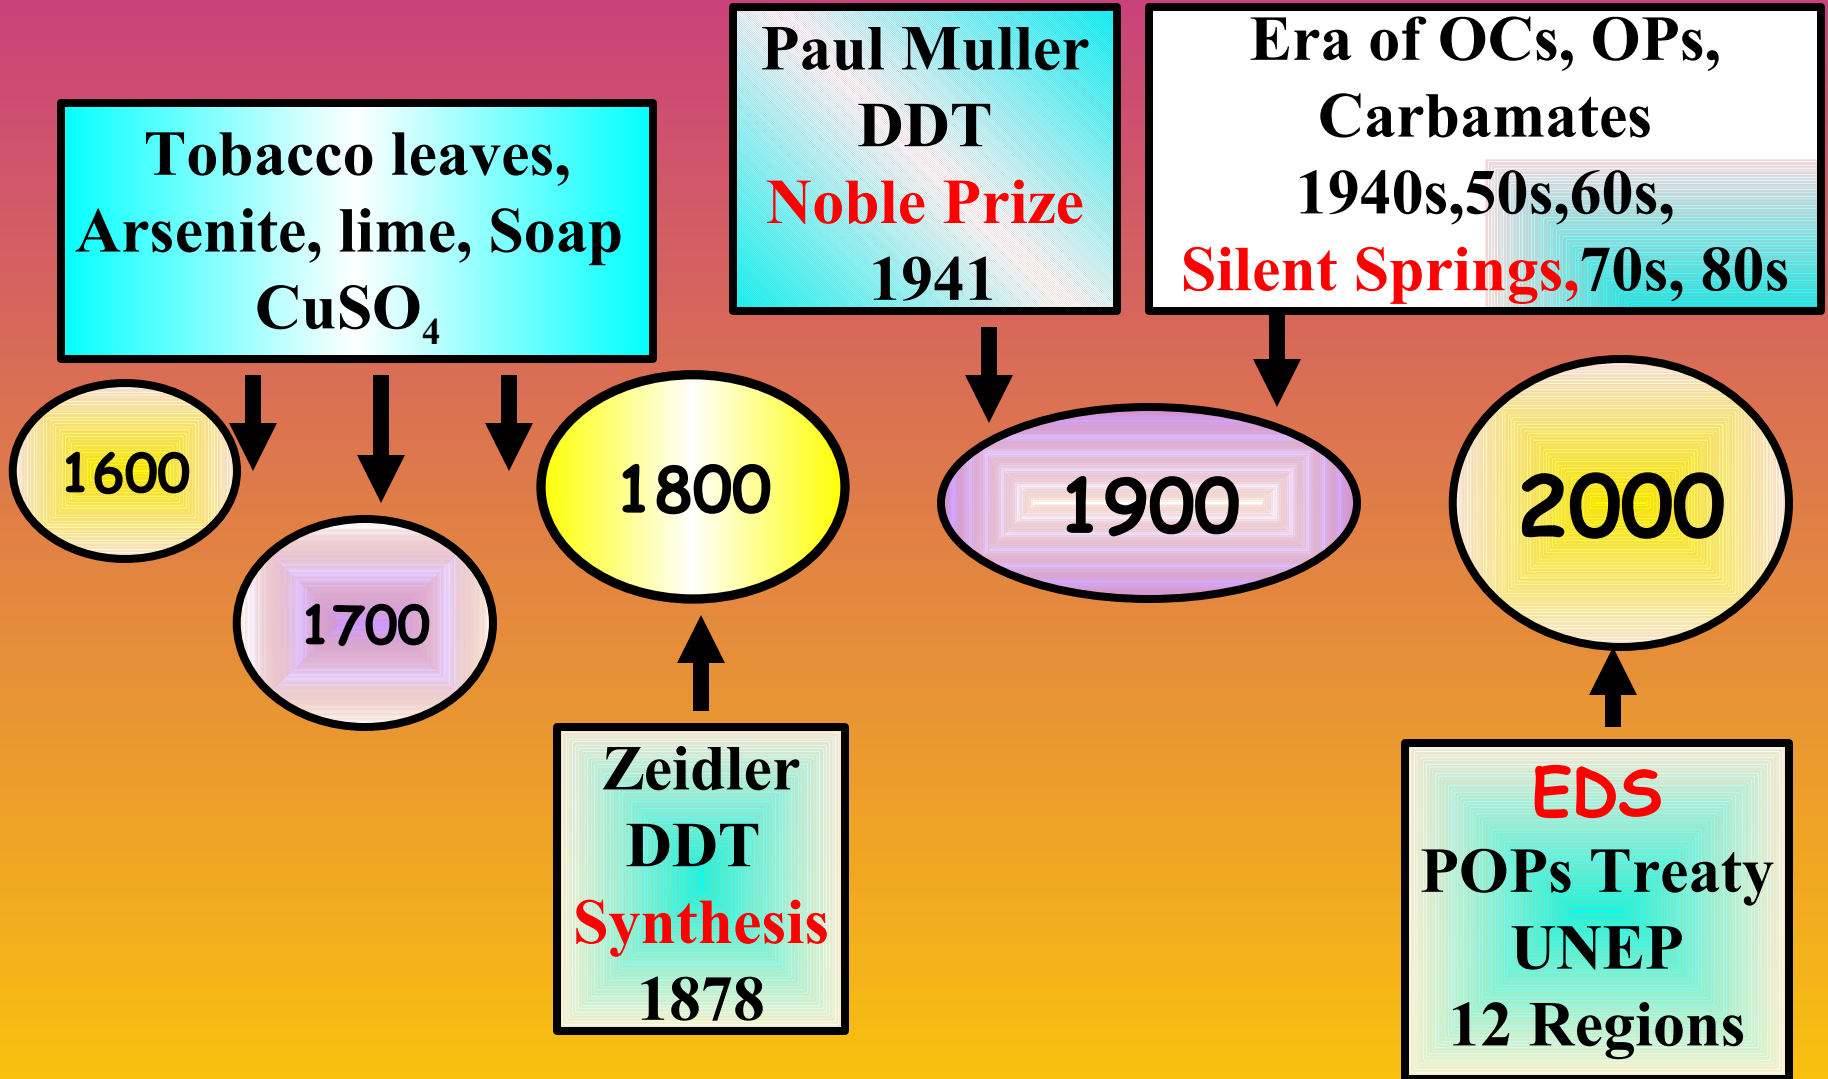 Tobacco leaves,
Arsenite, lime, Soap
CuSO₄
Paul Muller
DDT
Noble Prize
1941
Era of OCs, OPs,
Carbamates
1940s,50s,60s,
Silent Springs,70s, 80s
1600
1700
1800
1900
2000
Zeidler
DDT
Synthesis
1878
EDS
POPs Treaty
UNEP
12 Regions